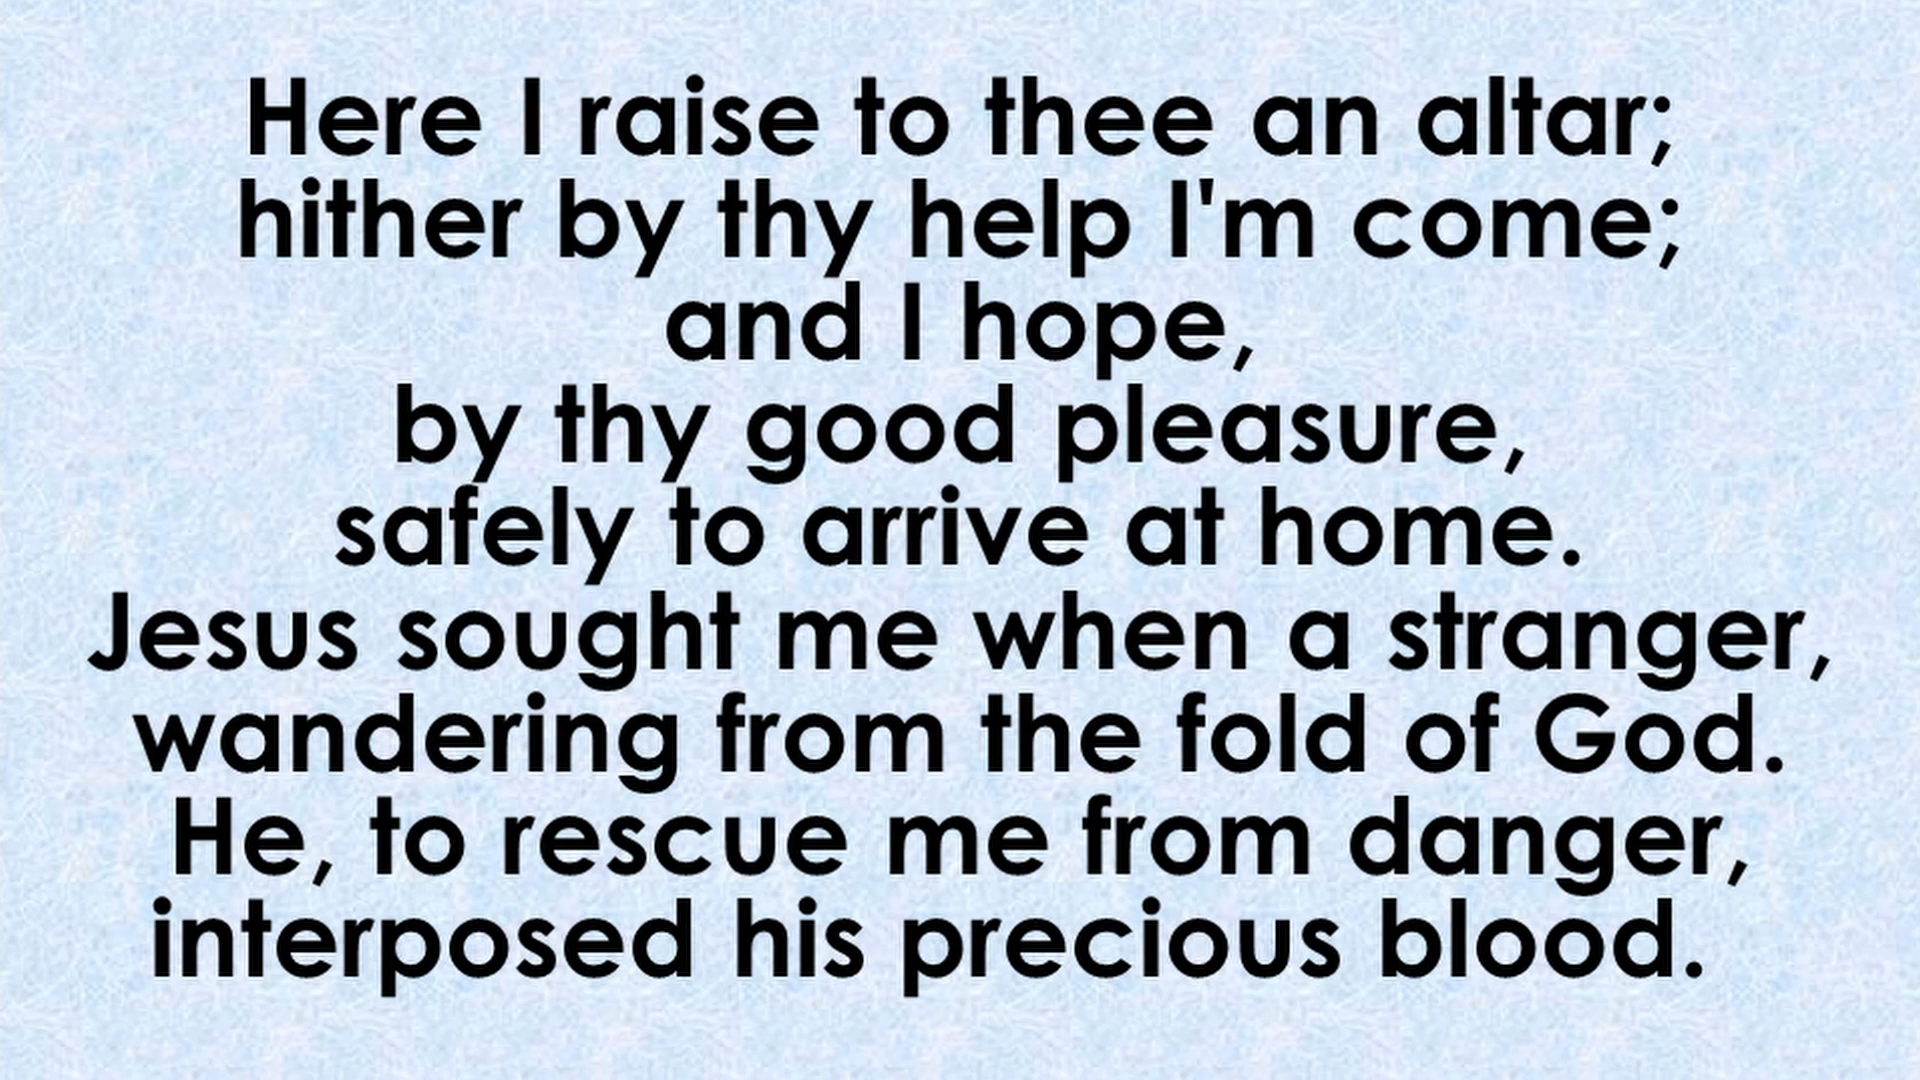 Here I raise to thee an altar;
hither by thy help I'm come;
and I hope,
by thy good pleasure,
safely to arrive at home.
Jesus sought me when a stranger,
wandering from the fold of God.
He, to rescue me from danger,
interposed his precious blood.